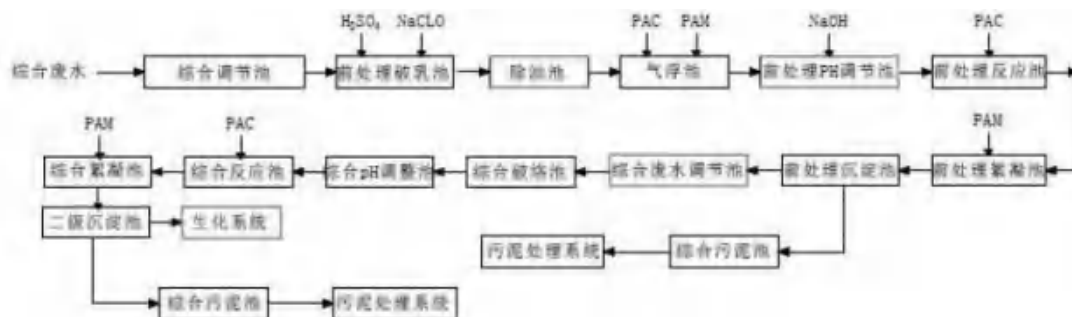 H₂SO₄ NaCLO PAC PAM NaOH PAC
综合废水 综合调节池 前处理破乳池 除油池 气浮池 前处理PH调节池 前处理反应池
PAM PAC PAM
综合絮凝池 综合反应池 综合pH调整池 综合破络池 综合废水调节池 前处理沉淀池 前处理絮凝池
二级沉淀池 生化系统
污泥处理系统 综合污泥池
综合污泥池 污泥处理系统